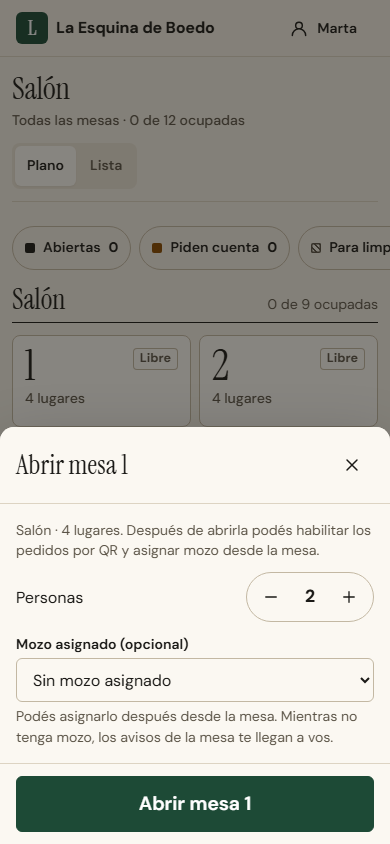 L La Esquina de Boedo Marta
Salón
Todas las mesas · 0 de 12 ocupadas
Plano Lista
Abiertas 0 Piden cuenta 0 Para limp
Salón 0 de 9 ocupadas
1 Libre 2 Libre
4 lugares 4 lugares
Abrir mesa 1
Salón · 4 lugares. Después de abrirla podés habilitar los
pedidos por QR y asignar mozo desde la mesa.
Personas − 2 +
Mozo asignado (opcional)
Sin mozo asignado
Podés asignarlo después desde la mesa. Mientras no
tenga mozo, los avisos de la mesa te llegan a vos.
Abrir mesa 1